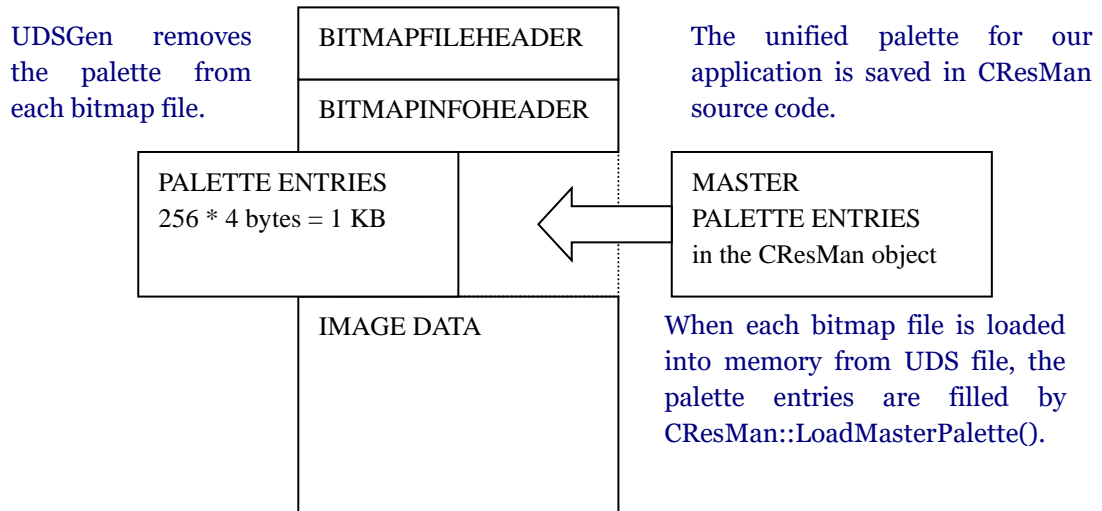 UDSGen removes
the palette from
each bitmap file.
BITMAPFILEHEADER
BITMAPINFOHEADER
The unified palette for our
application is saved in CResMan
source code.
PALETTE ENTRIES
256 * 4 bytes = 1 KB
MASTER
PALETTE ENTRIES
in the CResMan object
IMAGE DATA
When each bitmap file is loaded
into memory from UDS file, the
palette entries are filled by
CResMan::LoadMasterPalette().